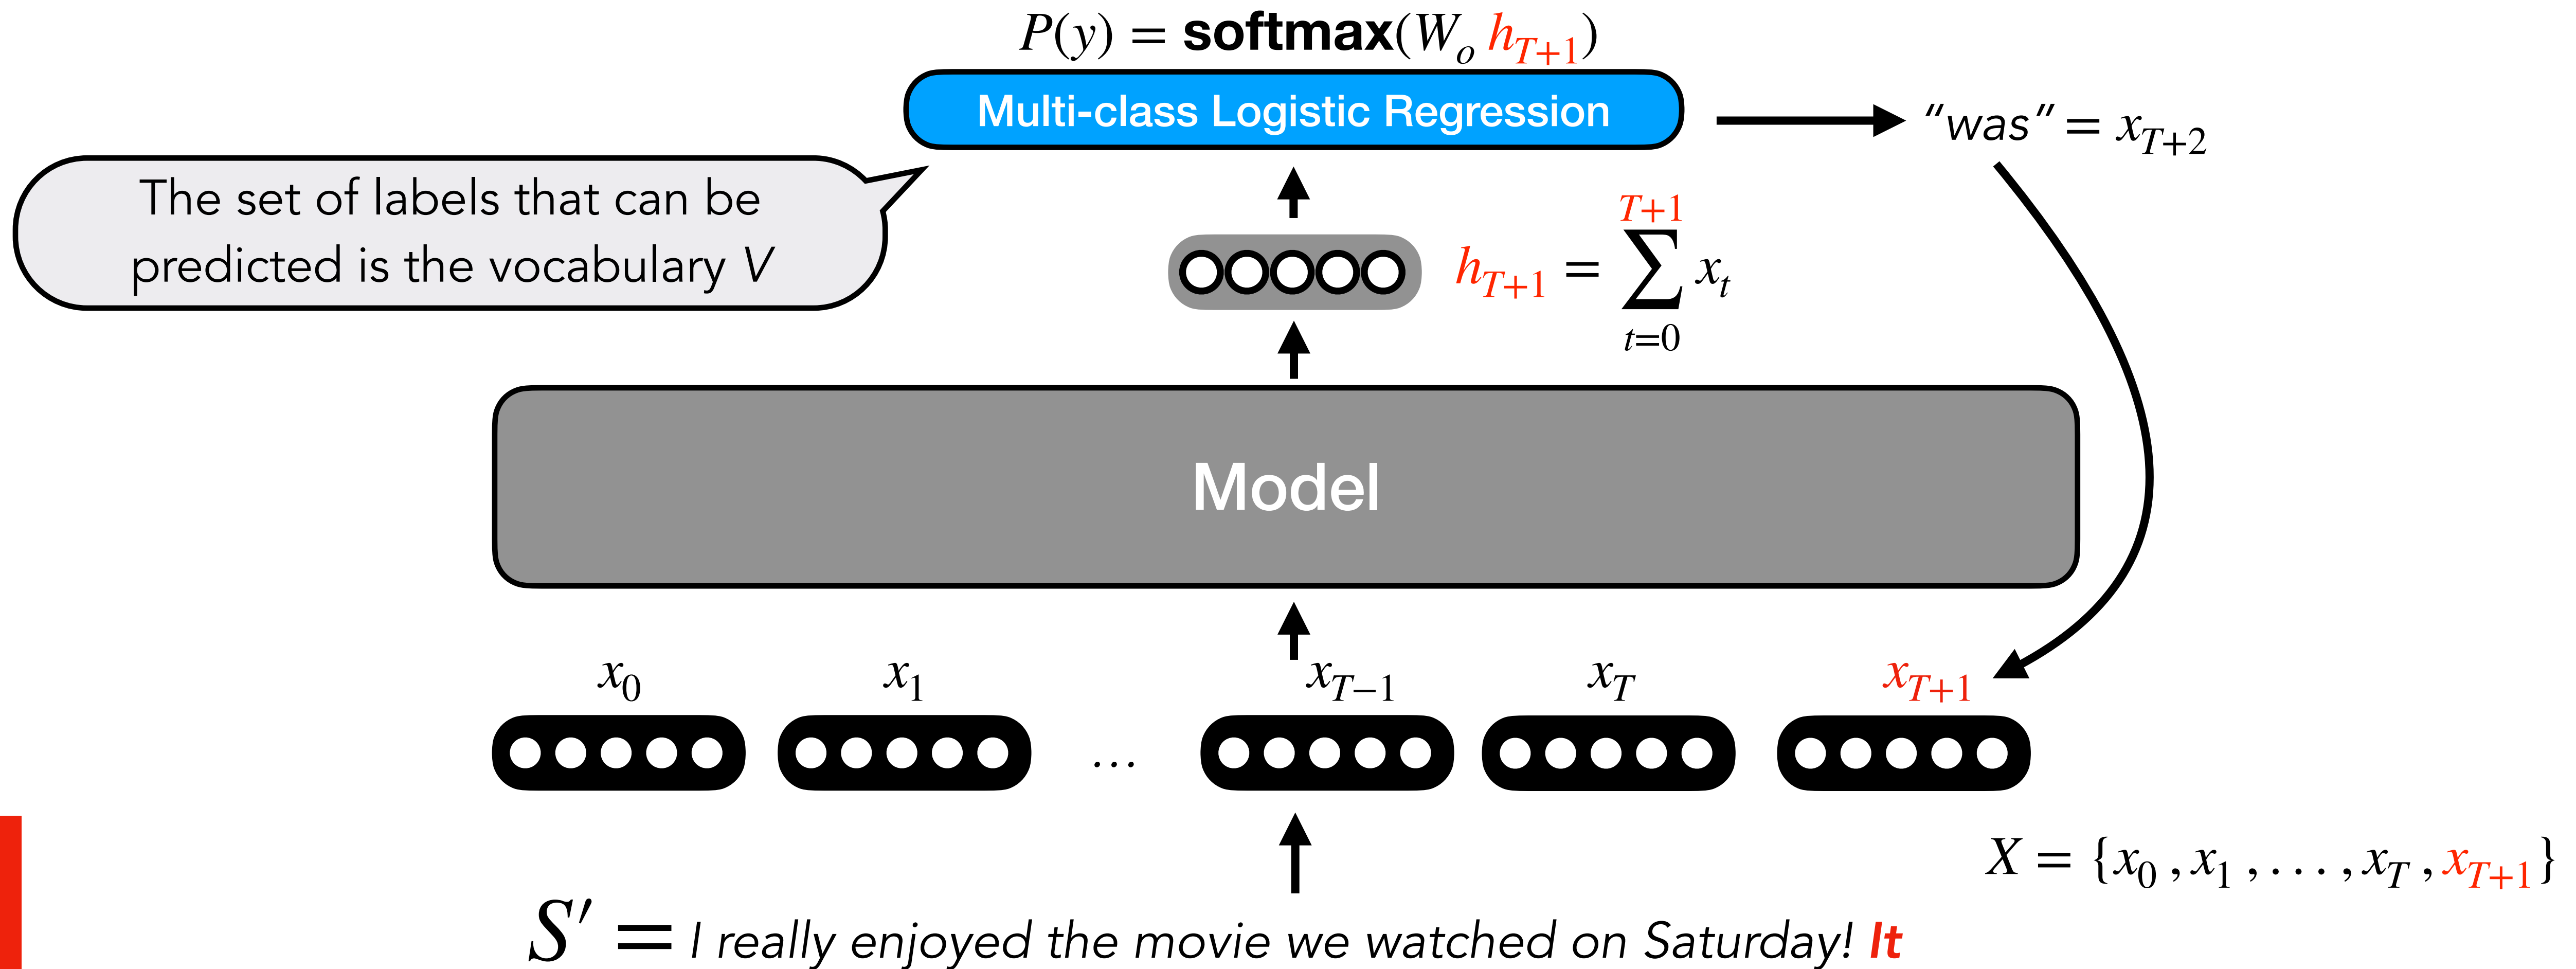 P(y) = softmax(W_o h_{T+1})
Multi-class Logistic Regression
"was" = x_{T+2}
The set of labels that can be
predicted is the vocabulary V
h_{T+1} = \sum_{t=0}^{T+1} x_t
Model
x_0 x_1 x_{T−1} x_T x_{T+1}
...
X = {x_0 , x_1 , . . . , x_T , x_{T+1}}
S′ = I really enjoyed the movie we watched on Saturday! It